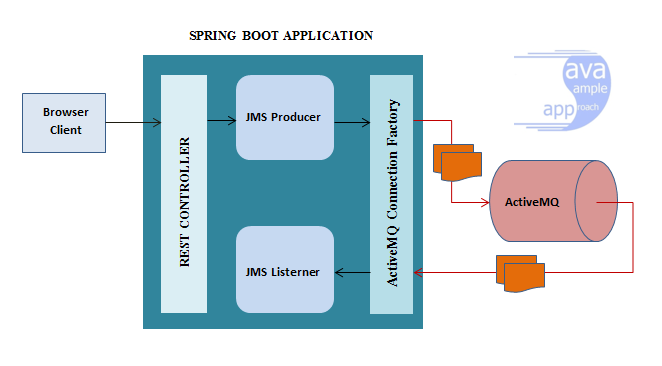 SPRING BOOT APPLICATION
Browser
Client
REST CONTROLLER
JMS Producer
JMS Listerner
ActiveMQ Connection Factory
ActiveMQ
ava
ample
app roach